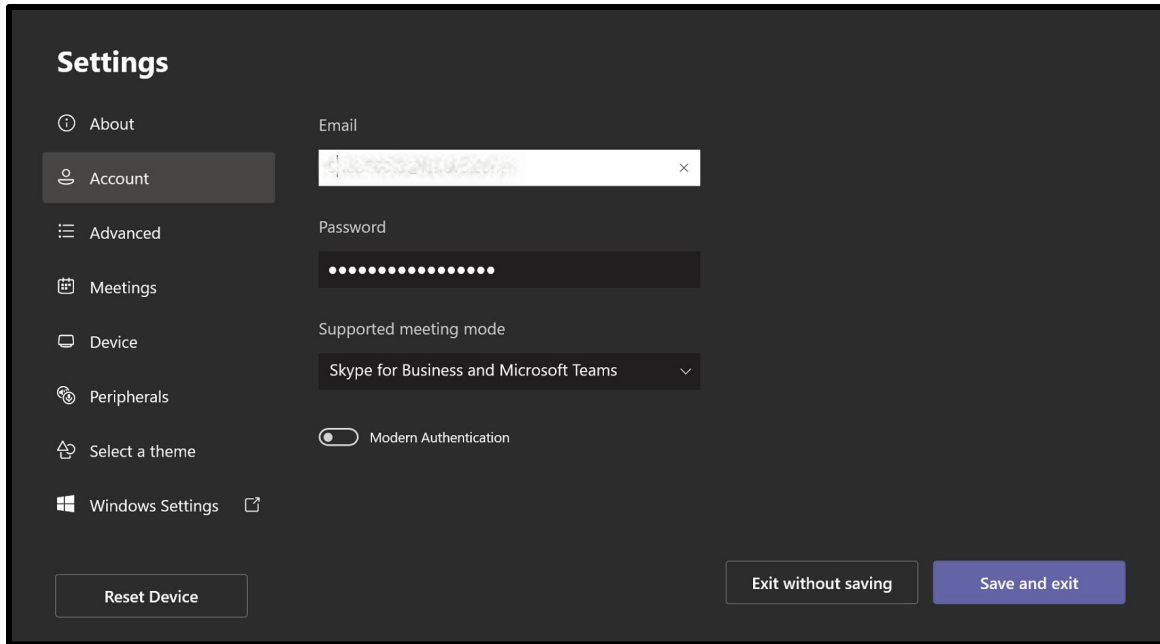 Settings
About
Account
Advanced
Meetings
Device
Peripherals
Select a theme
Windows Settings
Reset Device
Email
Password
Supported meeting mode
Skype for Business and Microsoft Teams
Modern Authentication
Exit without saving
Save and exit